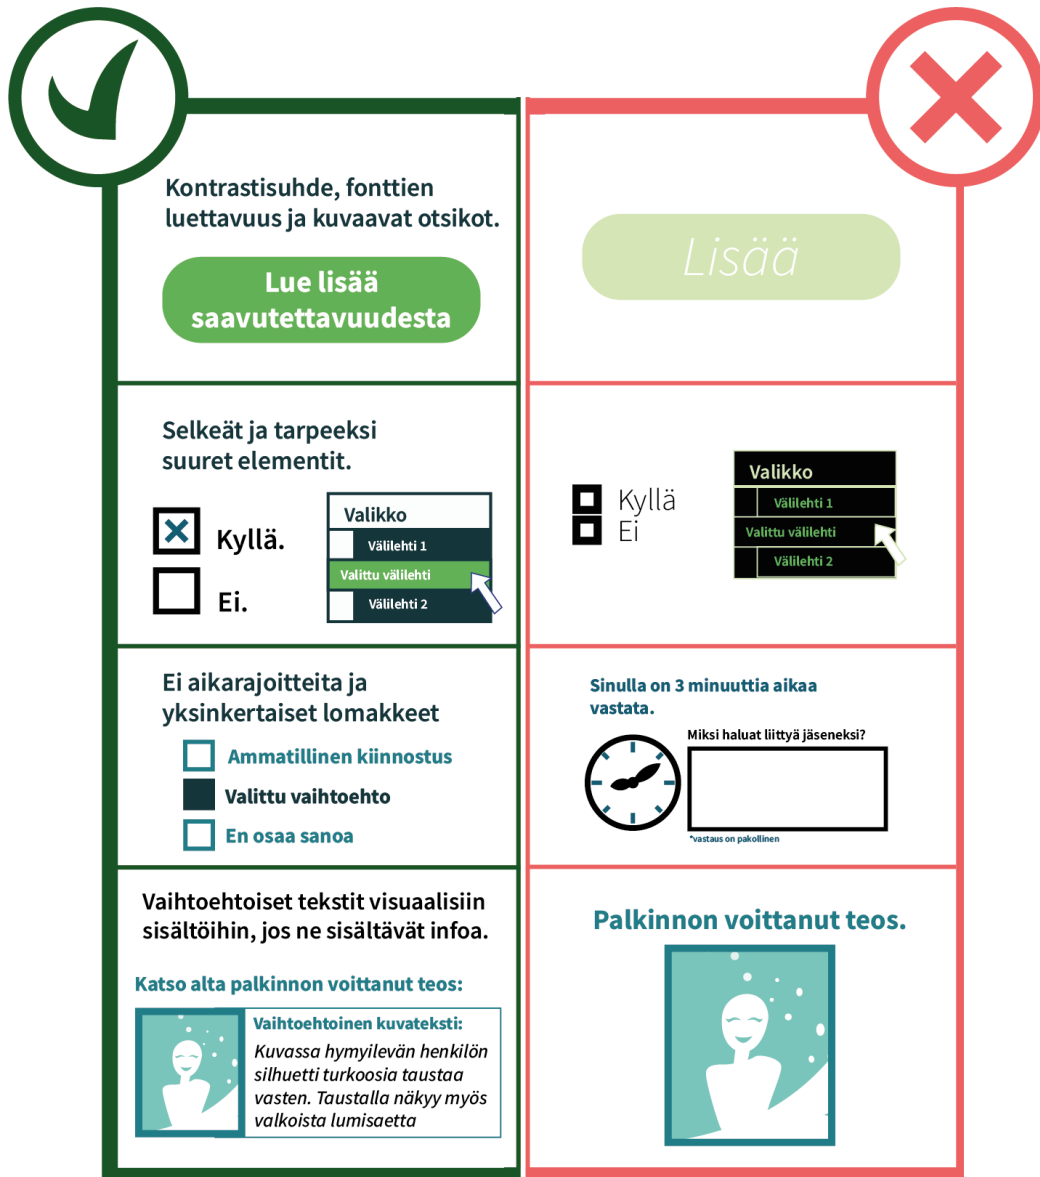 Kontrastisuhde, fonttien
luettavuus ja kuvaavat otsikot.
Lue lisää
saavutettavuudesta
Lisää
Selkeät ja tarpeeksi
suuret elementit.
Kyllä.
Ei.
Valikko
Välilehti 1
Valittu välilehti
Välilehti 2
Kyllä
Ei
Valikko
Välilehti 1
Valittu välilehti
Välilehti 2
Ei aikarajoitteita ja
yksinkertaiset lomakkeet
Ammatillinen kiinnostus
Valittu vaihtoehto
En osaa sanoa
Sinulla on 3 minuuttia aikaa
vastata.
Miksi haluat liittyä jäseneksi?
*vastaus on pakollinen
Vaihtoehtoiset tekstit visuaalisiin
sisältöihin, jos ne sisältävät infoa.
Katso alta palkinnon voittanut teos:
Vaihtoehtoinen kuvateksti:
Kuvassa hymyilevän henkilön
silhuetti turkoosia taustaa
vasten. Taustalla näkyy myös
valkoista lumisaetta
Palkinnon voittanut teos.